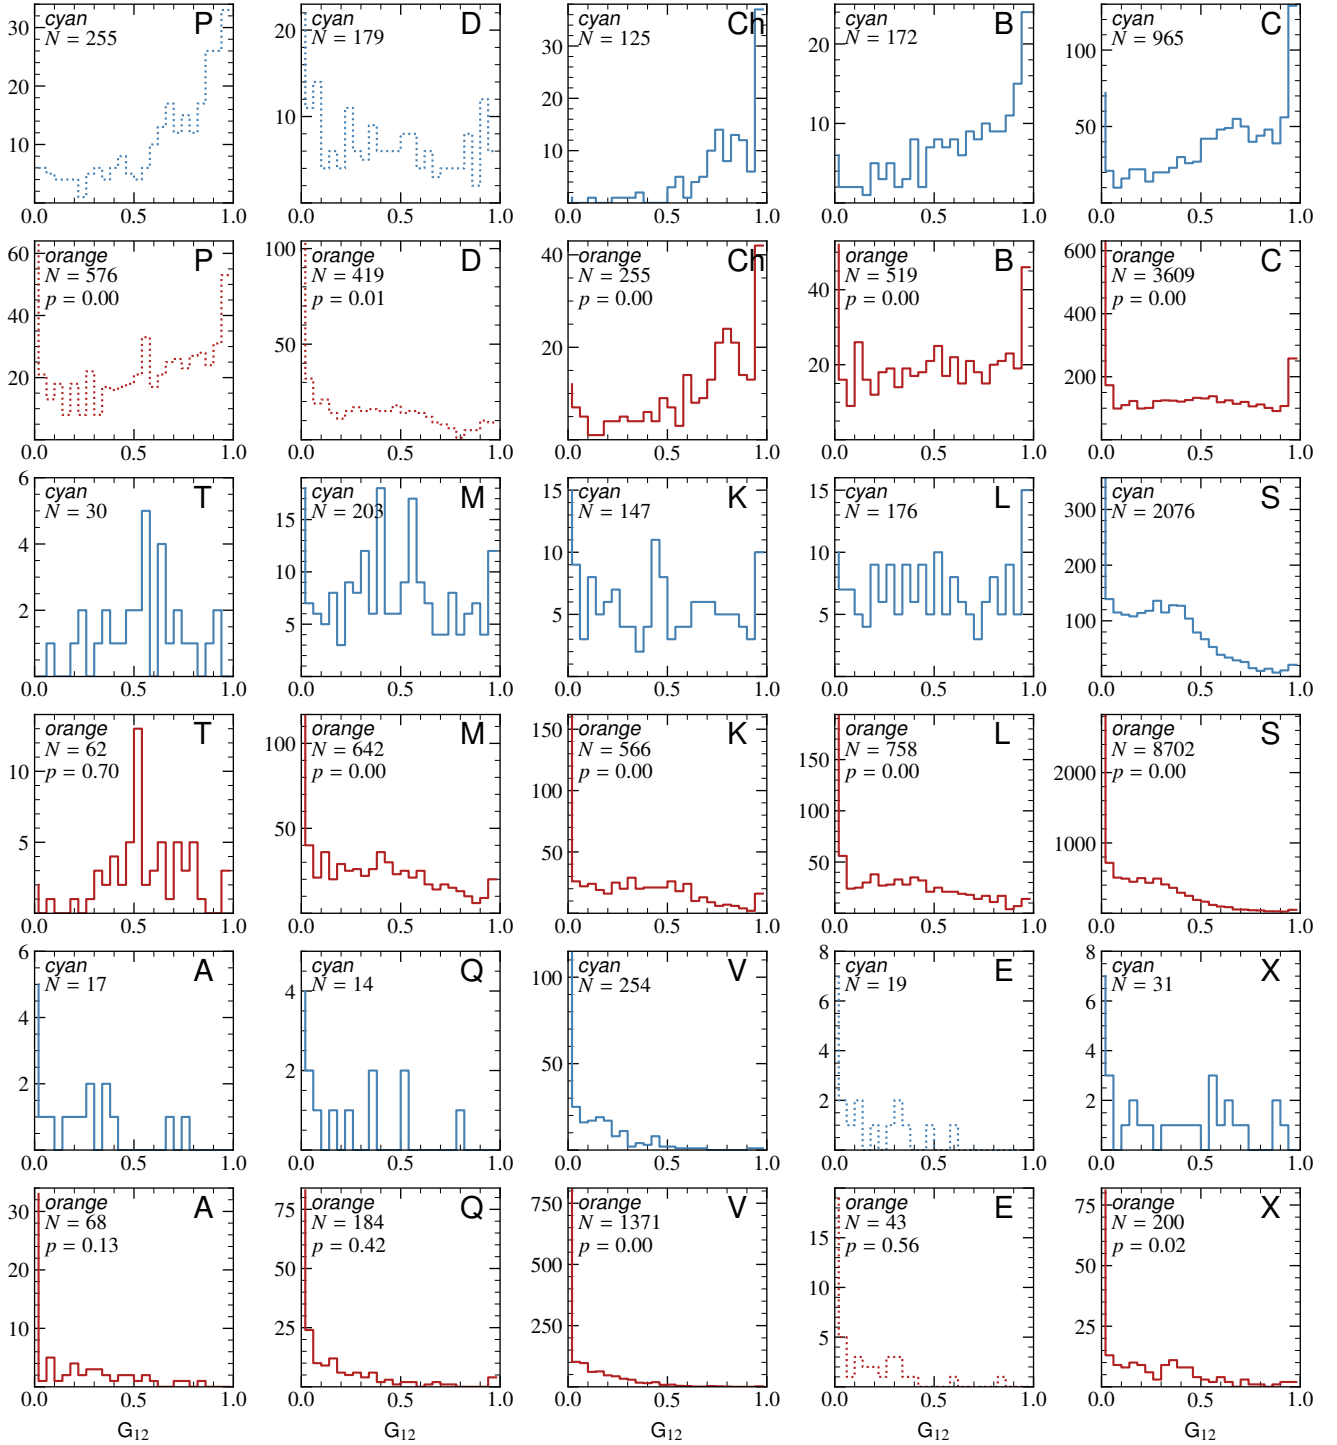 cyan P
N = 255
30
20
10
0.0 0.5 1.0
cyan D
N = 179
20
10
0.0 0.5 1.0
cyan Ch
N = 125
30
20
10
0
0.0 0.5 1.0
cyan B
N = 172
20
10
0
0.0 0.5 1.0
cyan C
N = 965
100
50
0.0 0.5 1.0
orange P
N = 576
p = 0.00
60
40
20
0.0 0.5 1.0
orange D
N = 419
p = 0.01
100
50
0.0 0.5 1.0
orange Ch
N = 255
p = 0.00
40
20
0.0 0.5 1.0
orange B
N = 519
p = 0.00
40
20
0.0 0.5 1.0
orange C
N = 3609
p = 0.00
600
400
200
0.0 0.5 1.0
cyan T
N = 30
6
4
2
0
0.0 0.5 1.0
cyan M
N = 203
15
10
5
0.0 0.5 1.0
cyan K
N = 147
15
10
5
0.0 0.5 1.0
cyan L
N = 176
15
10
5
0.0 0.5 1.0
cyan S
N = 2076
300
200
100
0.0 0.5 1.0
orange T
N = 62
p = 0.70
10
5
0
0.0 0.5 1.0
orange M
N = 642
p = 0.00
100
50
0.0 0.5 1.0
orange K
N = 566
p = 0.00
150
100
50
0.0 0.5 1.0
orange L
N = 758
p = 0.00
150
100
50
0.0 0.5 1.0
orange S
N = 8702
p = 0.00
2000
1000
0
0.0 0.5 1.0
cyan A
N = 17
6
4
2
0
0.0 0.5 1.0
cyan Q
N = 14
4
2
0
0.0 0.5 1.0
cyan V
N = 254
100
50
0
0.0 0.5 1.0
cyan E
N = 19
8
6
4
2
0
0.0 0.5 1.0
cyan X
N = 31
8
6
4
2
0
0.0 0.5 1.0
orange A
N = 68
p = 0.13
30
20
10
0.0 0.5 1.0
G12
orange Q
N = 184
p = 0.42
75
50
25
0
0.0 0.5 1.0
G12
orange V
N = 1371
p = 0.00
750
500
250
0
0.0 0.5 1.0
G12
orange E
N = 43
p = 0.56
15
10
5
0
0.0 0.5 1.0
G12
orange X
N = 200
p = 0.02
75
50
25
0
0.0 0.5 1.0
G12